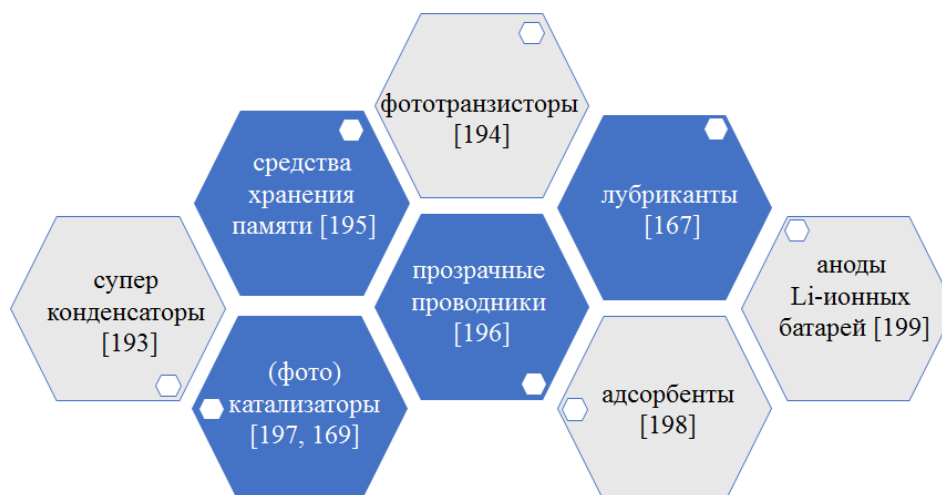 фототранзисторы
[194]
средства
хранения
памяти [195]
лубриканты
[167]
супер
конденсаторы
[193]
прозрачные
проводники
[196]
аноды
Li-ионных
батарей [199]
(фото)
катализаторы
[197, 169]
адсорбенты
[198]